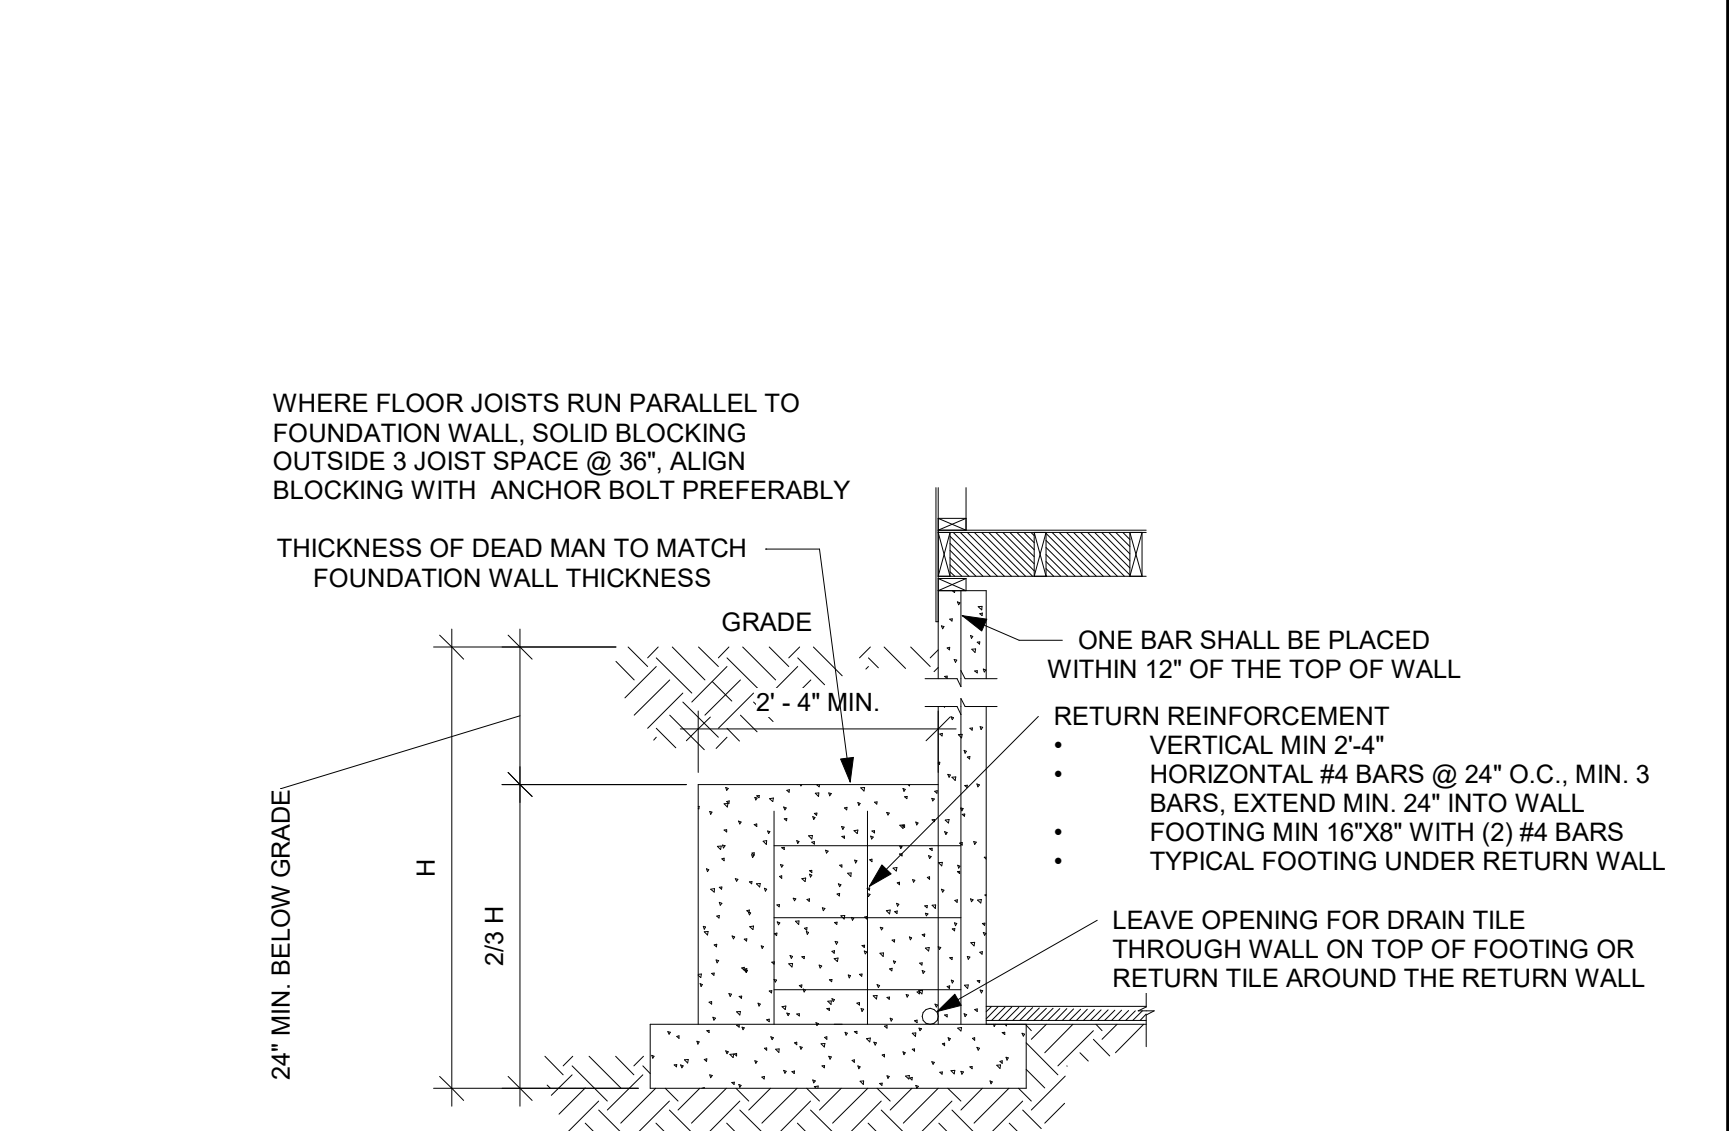 WHERE FLOOR JOISTS RUN PARALLEL TO
FOUNDATION WALL, SOLID BLOCKING
OUTSIDE 3 JOIST SPACE @ 36", ALIGN
BLOCKING WITH ANCHOR BOLT PREFERABLY
THICKNESS OF DEAD MAN TO MATCH
FOUNDATION WALL THICKNESS
GRADE
2' - 4" MIN.
ONE BAR SHALL BE PLACED
WITHIN 12" OF THE TOP OF WALL
RETURN REINFORCEMENT
• VERTICAL MIN 2'-4"
• HORIZONTAL #4 BARS @ 24" O.C., MIN. 3
BARS, EXTEND MIN. 24" INTO WALL
• FOOTING MIN 16"X8" WITH (2) #4 BARS
• TYPICAL FOOTING UNDER RETURN WALL
LEAVE OPENING FOR DRAIN TILE
THROUGH WALL ON TOP OF FOOTING OR
RETURN TILE AROUND THE RETURN WALL
24" MIN. BELOW GRADE
H
2/3 H